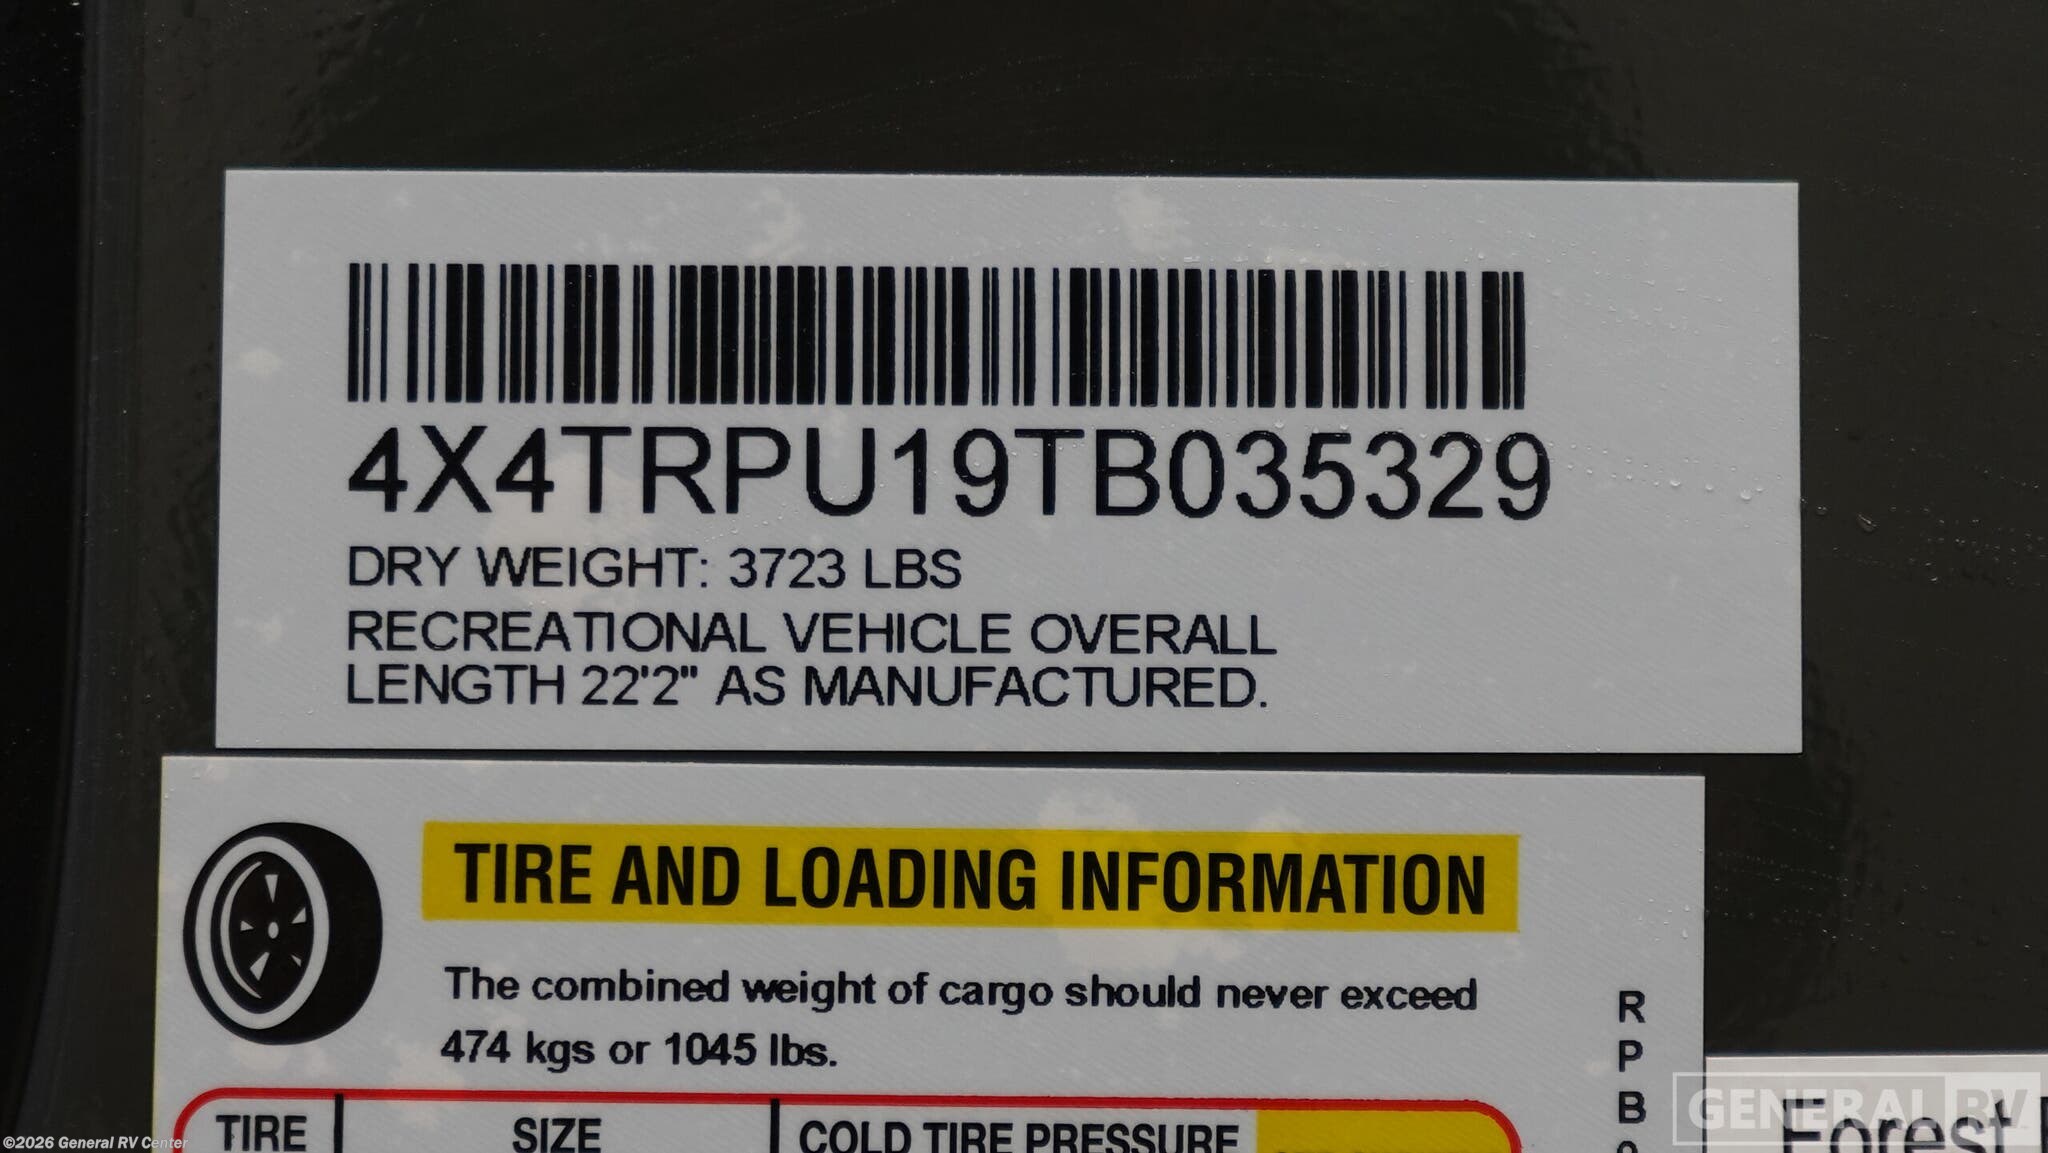 4X4TRPU19TB035329
DRY WEIGHT: 3723 LBS
RECREATIONAL VEHICLE OVERALL
LENGTH 22'2" AS MANUFACTURED.
TIRE AND LOADING INFORMATION
The combined weight of cargo should never exceed
474 kgs or 1045 lbs.
TIRE SIZE COLD TIRE PRESSURE
R
P
B
GENERAL RV
Forest
©2026 General RV Center